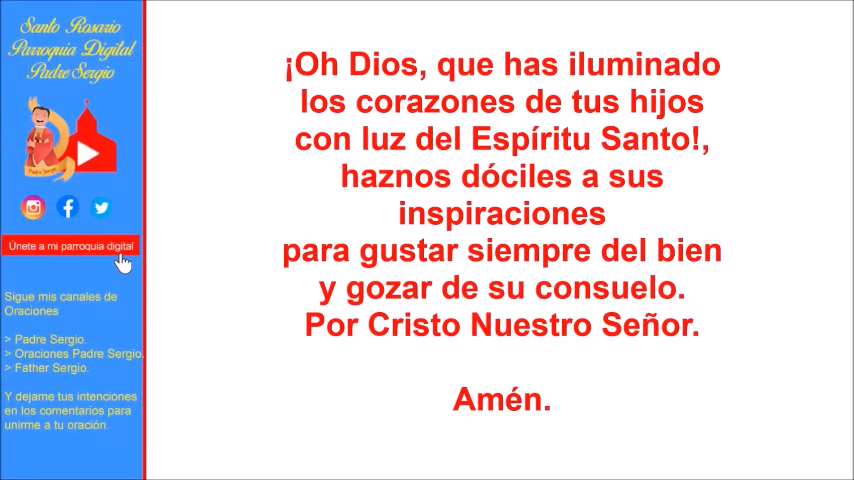 Santo Rosario
Parroquia Digital
Padre Sergio
Padre Sergio
Únete a mi parroquia digital
Sigue mis canales de
Oraciones
> Padre Sergio.
> Oraciones Padre Sergio.
> Father Sergio.
Y dejame tus intenciones
en los comentarios para
unirme a tu oración.
¡Oh Dios, que has iluminado
los corazones de tus hijos
con luz del Espíritu Santo!,
haznos dóciles a sus
inspiraciones
para gustar siempre del bien
y gozar de su consuelo.
Por Cristo Nuestro Señor.
Amén.